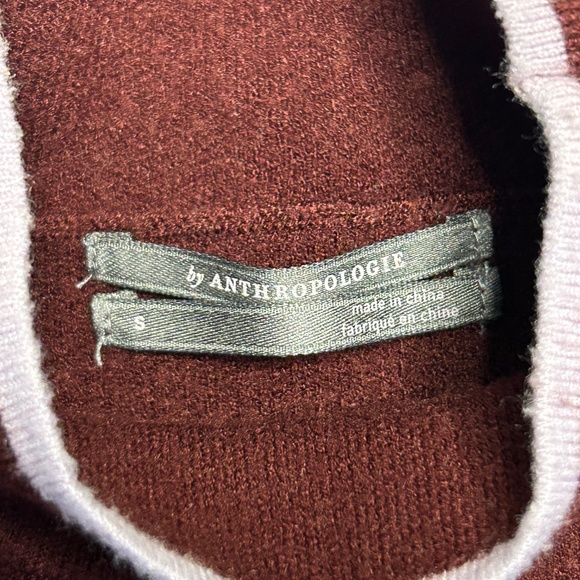 by ANTHROPOLOGIE
S
made in china
fabriqué en chine